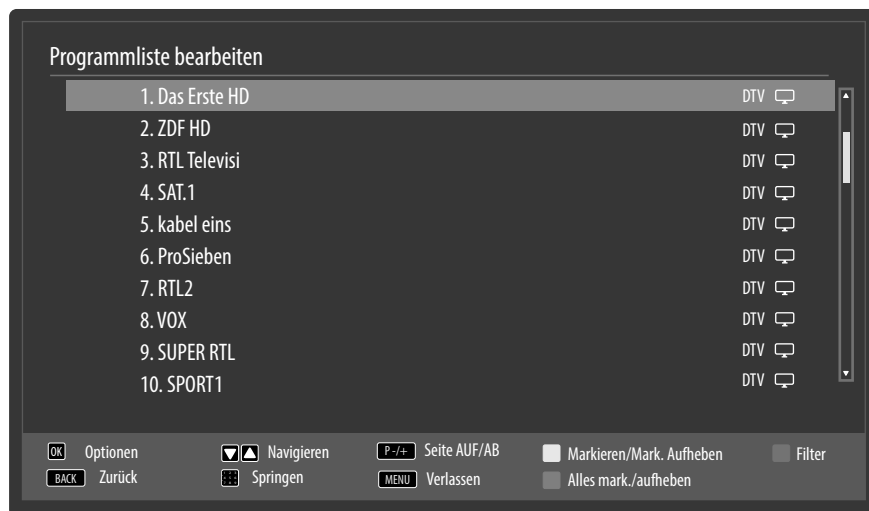 Programmliste bearbeiten
1. Das Erste HD DTV
2. ZDF HD DTV
3. RTL Televisi DTV
4. SAT.1 DTV
5. kabel eins DTV
6. ProSieben DTV
7. RTL2 DTV
8. VOX DTV
9. SUPER RTL DTV
10. SPORT1 DTV
OK Optionen Navigieren P -/+ Seite AUF/AB Markieren/Mark. Aufheben Filter
BACK Zurück Springen MENU Verlassen Alles mark./aufheben